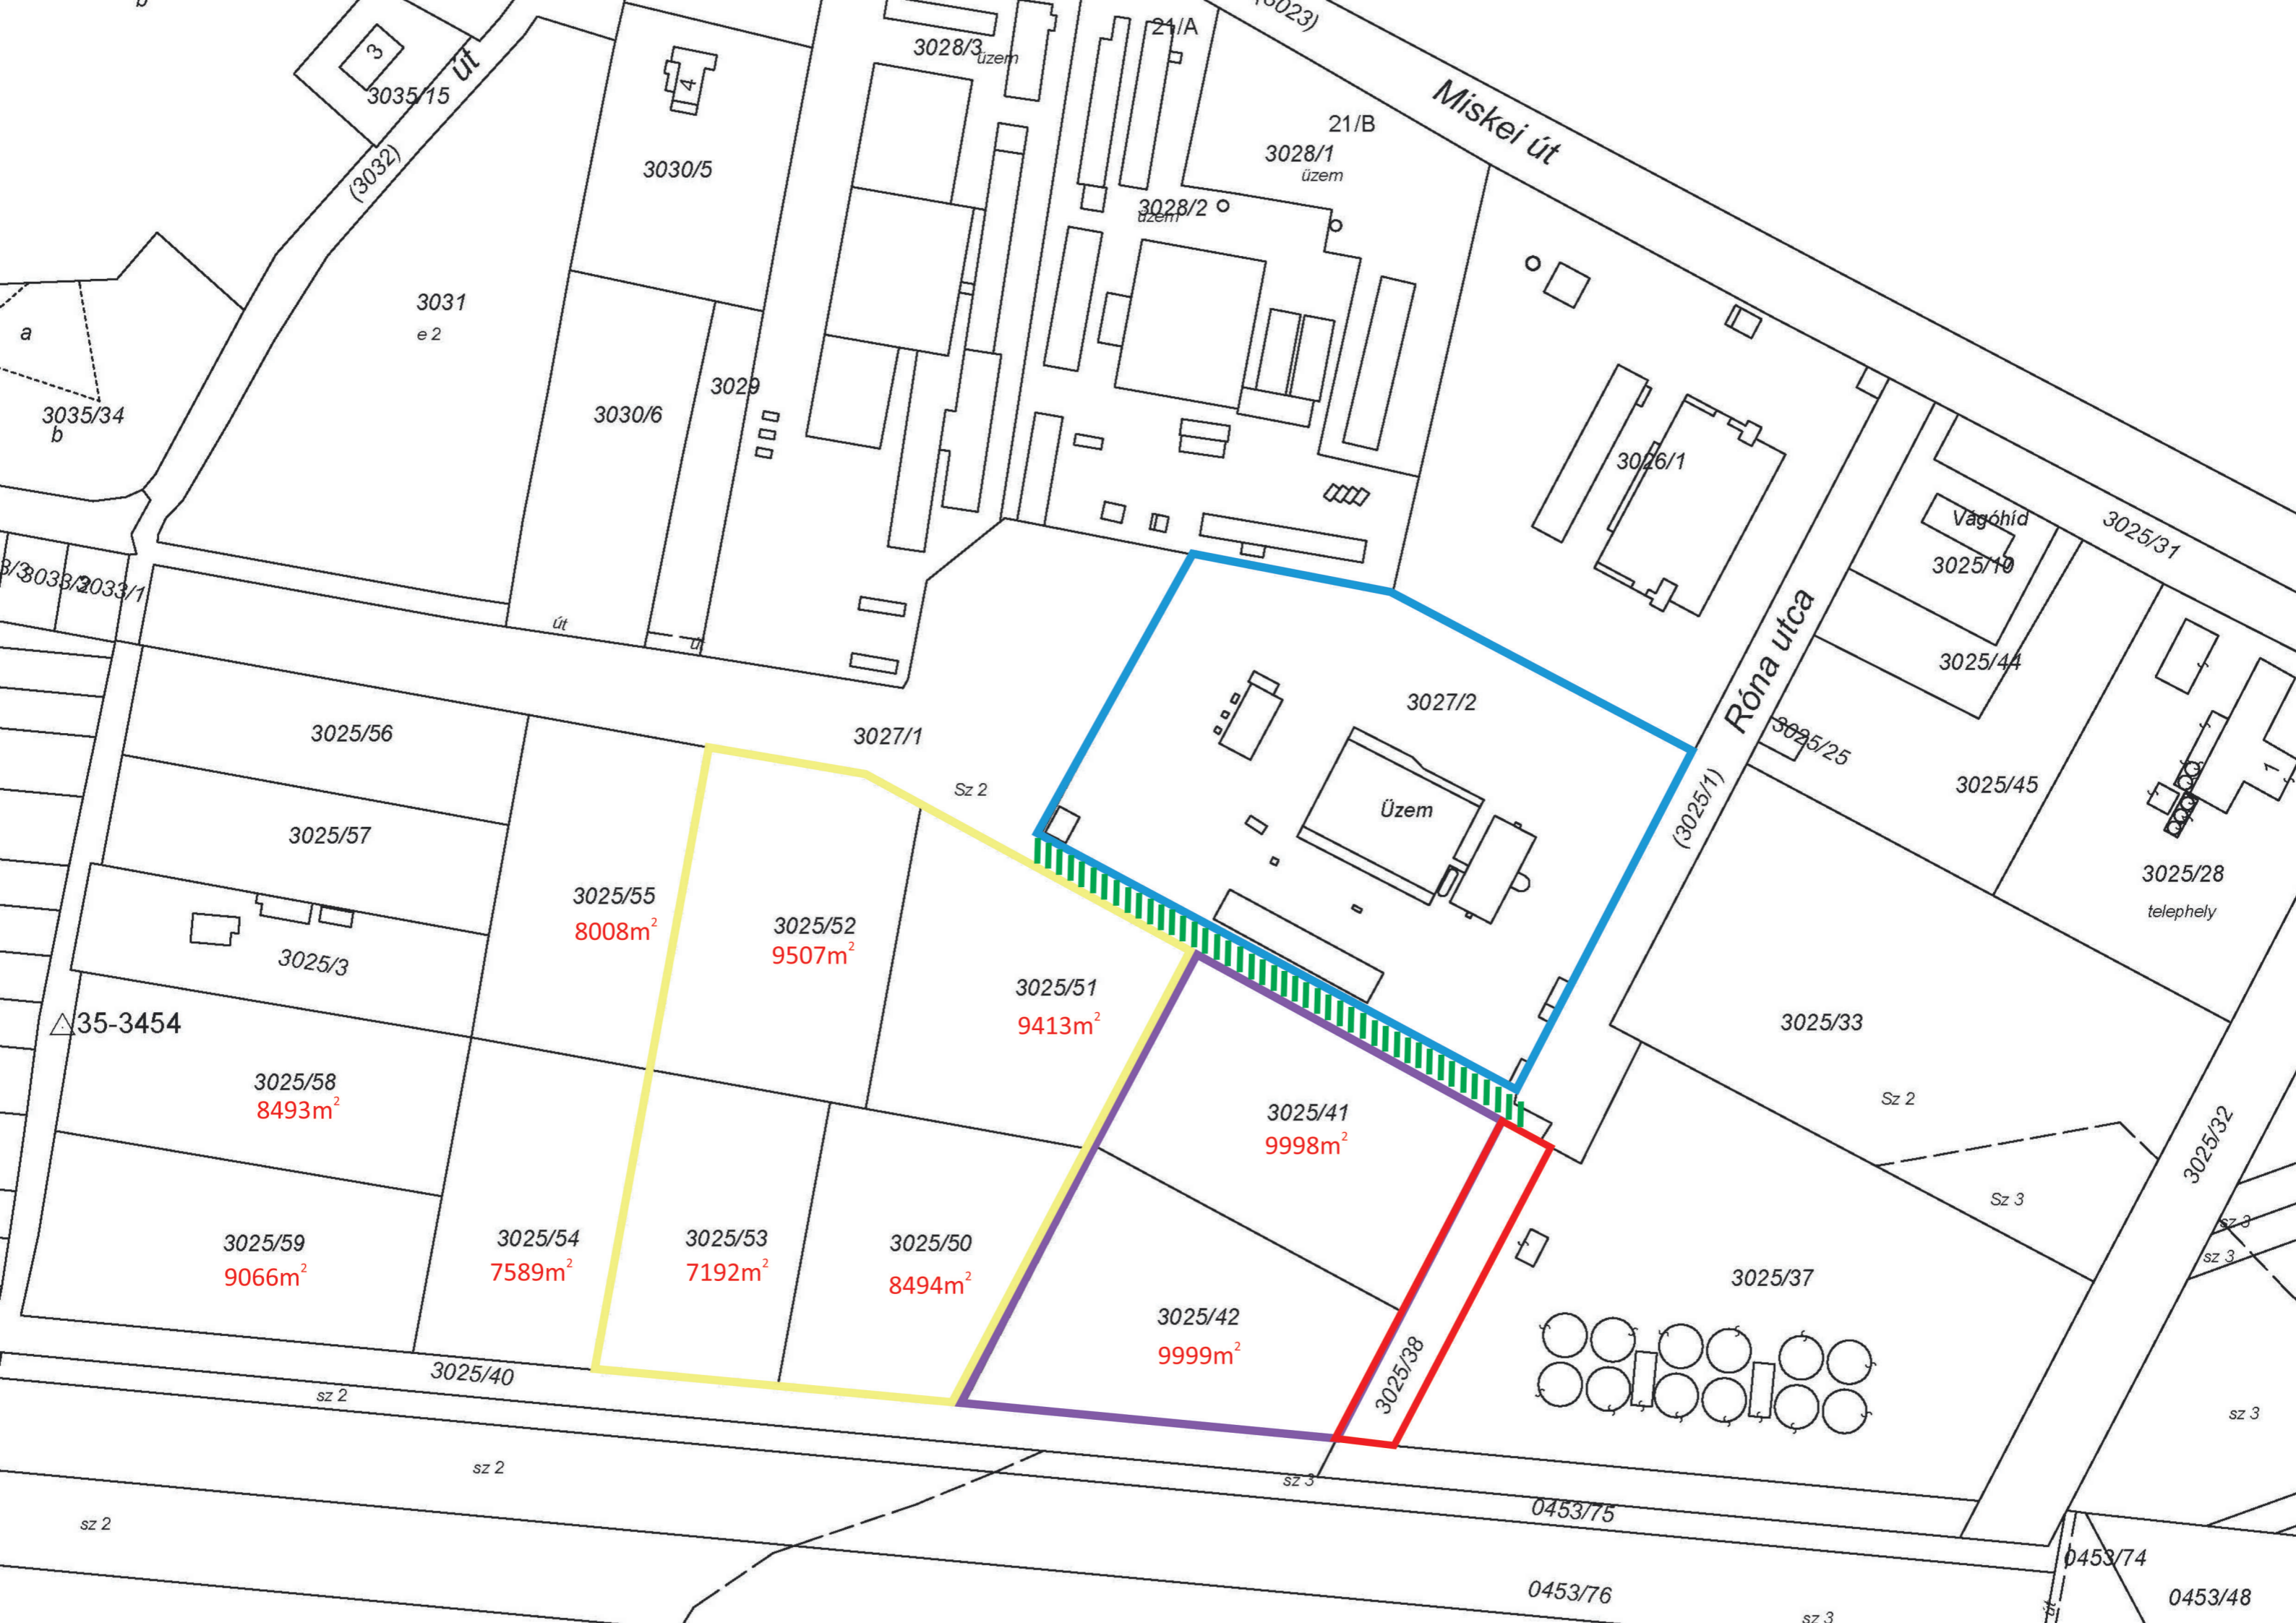 (3023)
21/A
3028/3
üzem
3
út
3035/15
4
Miskei út
21/B
3028/1
üzem
3030/5
(3032)
3028/2
üzem
3031
e 2
a
3035/34
b
3030/6
3029
3026/1
Vágóhíd
3025/19
3025/31
3033/2
3033/1
út
Róna utca
3025/44
3027/2
3025/56
3027/1
3025/25
Sz 2
3025/45
1
(3025/1)
Üzem
3025/57
3025/55
8008m²
3025/52
9507m²
3025/28
telephely
3025/3
3025/51
9413m²
35-3454
3025/33
3025/58
8493m²
3025/41
9998m²
Sz 2
3025/32
Sz 3
sz 3
sz 3
3025/59
9066m²
3025/54
7589m²
3025/53
7192m²
3025/50
8494m²
3025/37
3025/42
9999m²
3025/38
3025/40
sz 2
sz 3
sz 2
sz 3
0453/75
sz 2
0453/74
0453/76
0453/48
sz 3
út